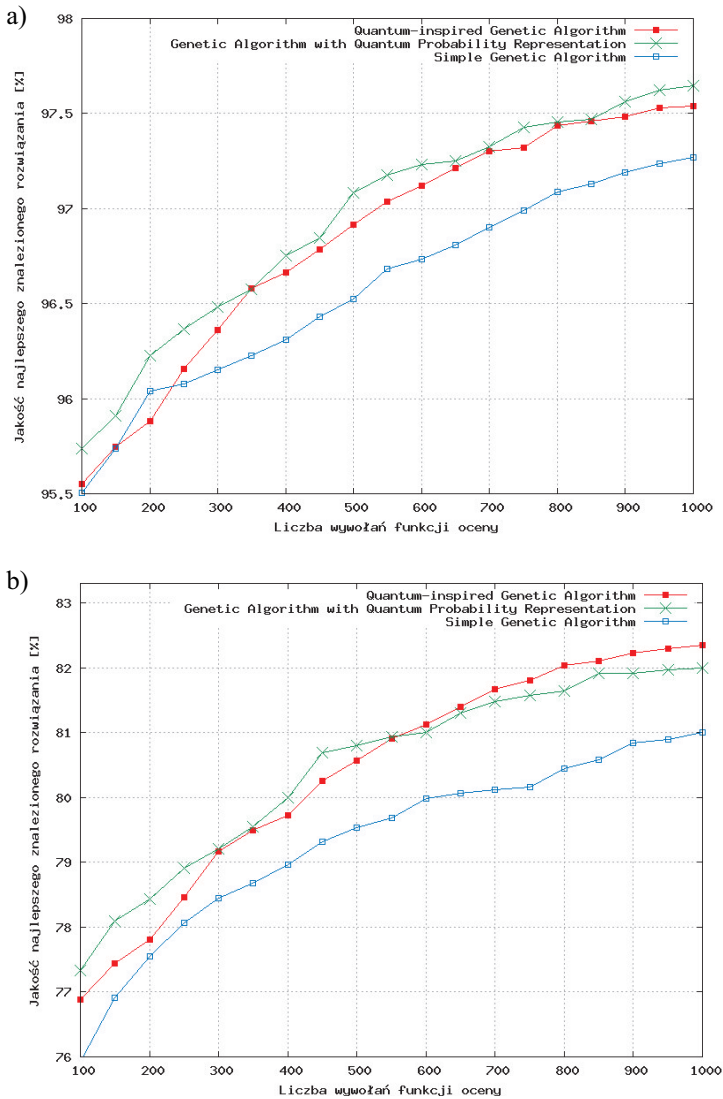 a)
98
97.5
97
96.5
96
95.5
Jakość najlepszego znalezionego rozwiązania [%]
Quantum-inspired Genetic Algorithm
Genetic Algorithm with Quantum Probability Representation
Simple Genetic Algorithm
100 200 300 400 500 600 700 800 900 1000
Liczba wywołań funkcji oceny
b)
83
82
81
80
79
78
77
76
Jakość najlepszego znalezionego rozwiązania [%]
Quantum-inspired Genetic Algorithm
Genetic Algorithm with Quantum Probability Representation
Simple Genetic Algorithm
100 200 300 400 500 600 700 800 900 1000
Liczba wywołań funkcji oceny